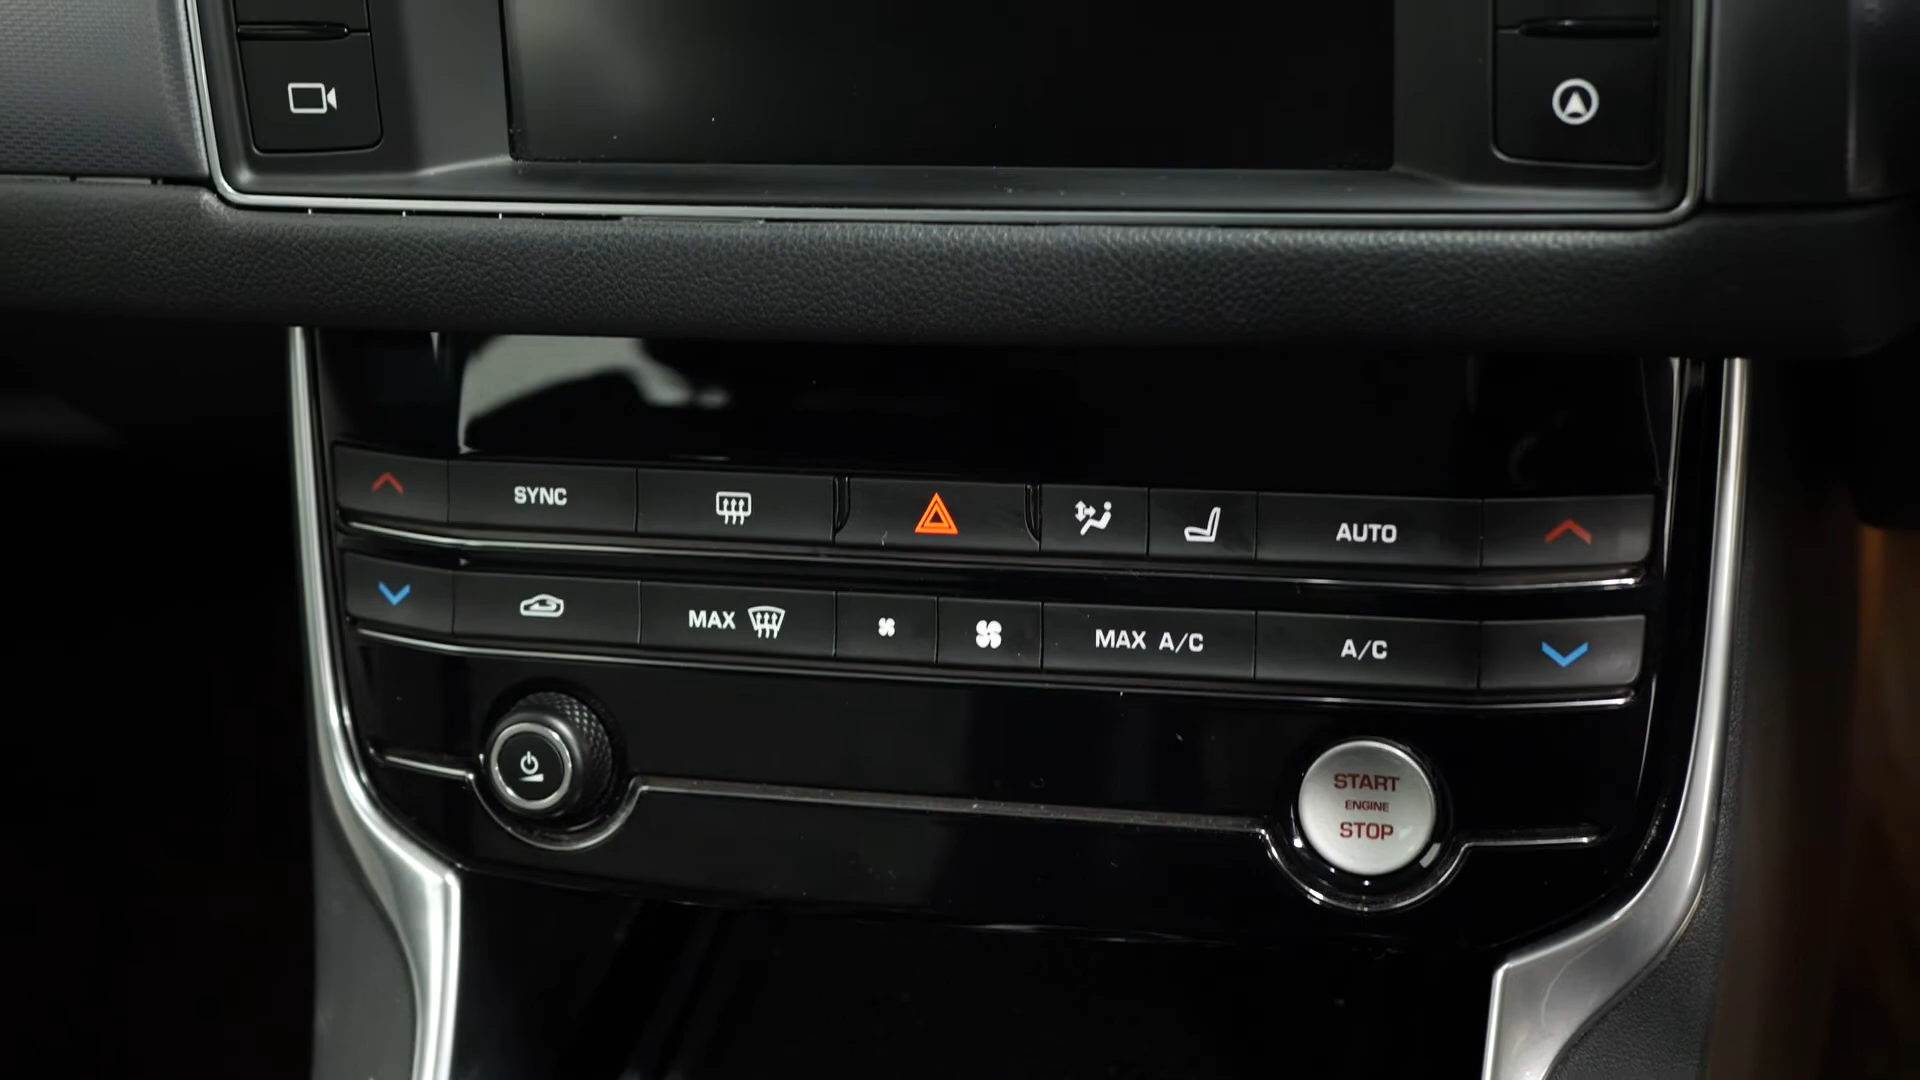 SYNC
AUTO
MAX
MAX A/C
A/C
START
ENGINE
STOP